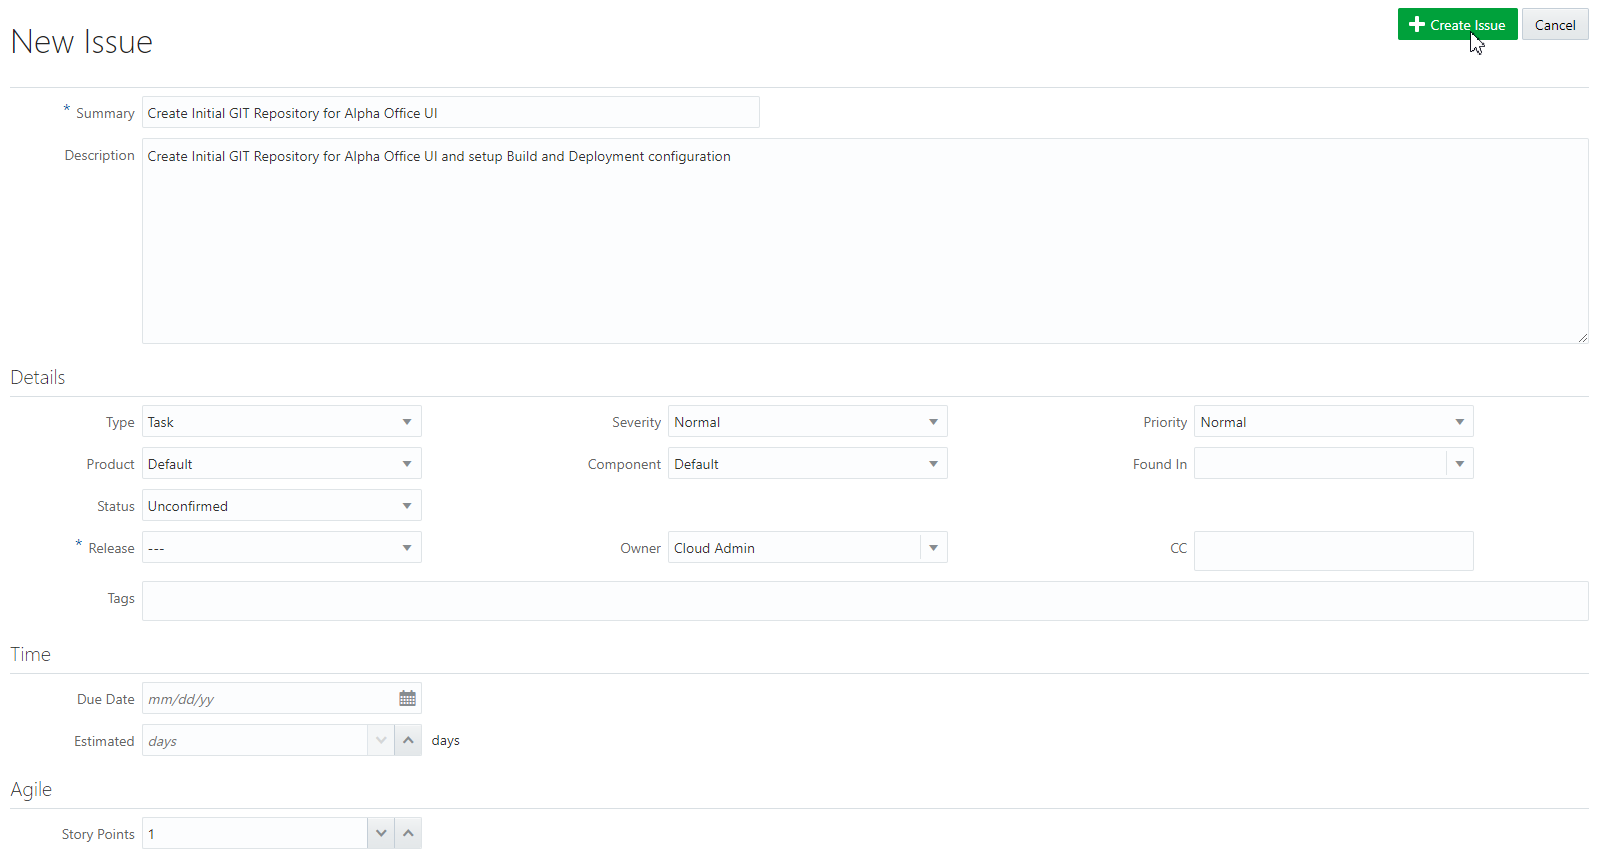 New Issue
Create Issue
Cancel
* Summary
Create Initial GIT Repository for Alpha Office UI
Description
Create Initial GIT Repository for Alpha Office UI and setup Build and Deployment configuration
Details
Type Task Severity Normal Priority Normal
Product Default Component Default Found In
Status Unconfirmed
* Release --- Owner Cloud Admin CC
Tags
Time
Due Date mm/dd/yy
Estimated days days
Agile
Story Points 1